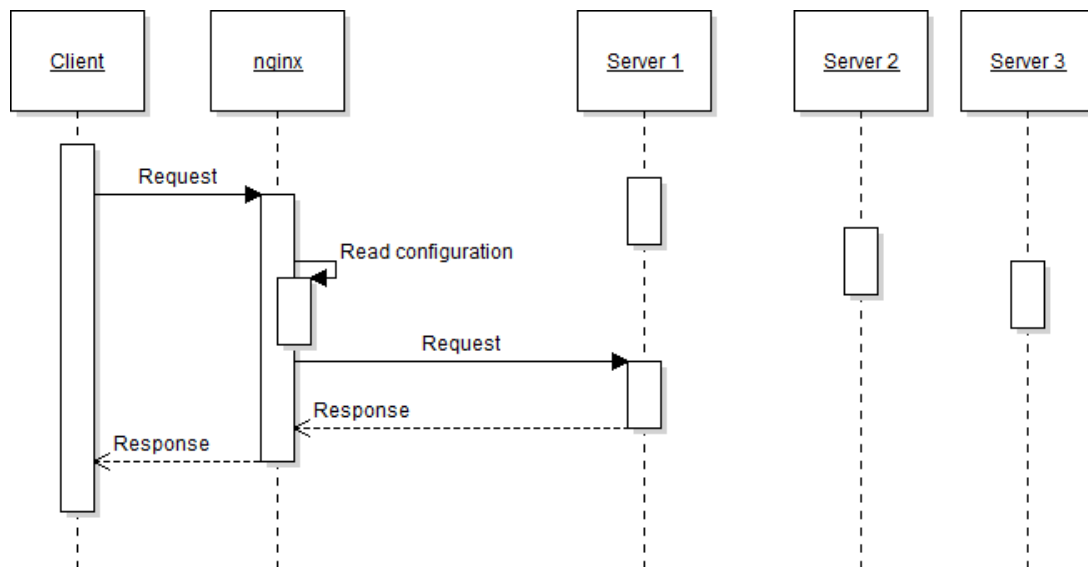 Client
nginx
Server 1
Server 2
Server 3
Request
Read configuration
Request
Response
Response